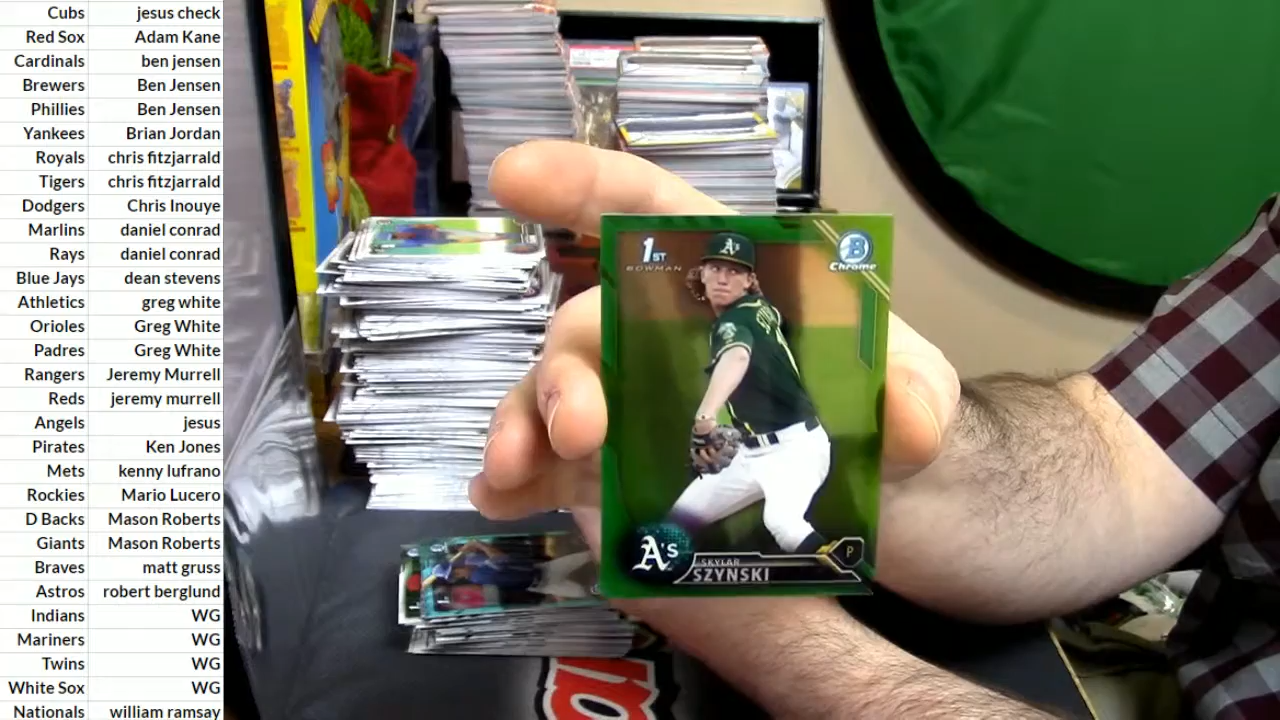 Cubs jesus check
Red Sox Adam Kane
Cardinals ben jensen
Brewers Ben Jensen
Phillies Ben Jensen
Yankees Brian Jordan
Royals chris fitzjarrald
Tigers chris fitzjarrald
Dodgers Chris Inouye
Marlins daniel conrad
Rays daniel conrad
Blue Jays dean stevens
Athletics greg white
Orioles Greg White
Padres Greg White
Rangers Jeremy Murrell
Reds jeremy murrell
Angels jesus
Pirates Ken Jones
Mets kenny lufrano
Rockies Mario Lucero
D Backs Mason Roberts
Giants Mason Roberts
Braves matt gruss
Astros robert berglund
Indians WG
Mariners WG
Twins WG
White Sox WG
Nationals william ramsay
1ST
BOWMAN
B
Chrome
A's
A's
SKYLAR
SZYNSKI
P